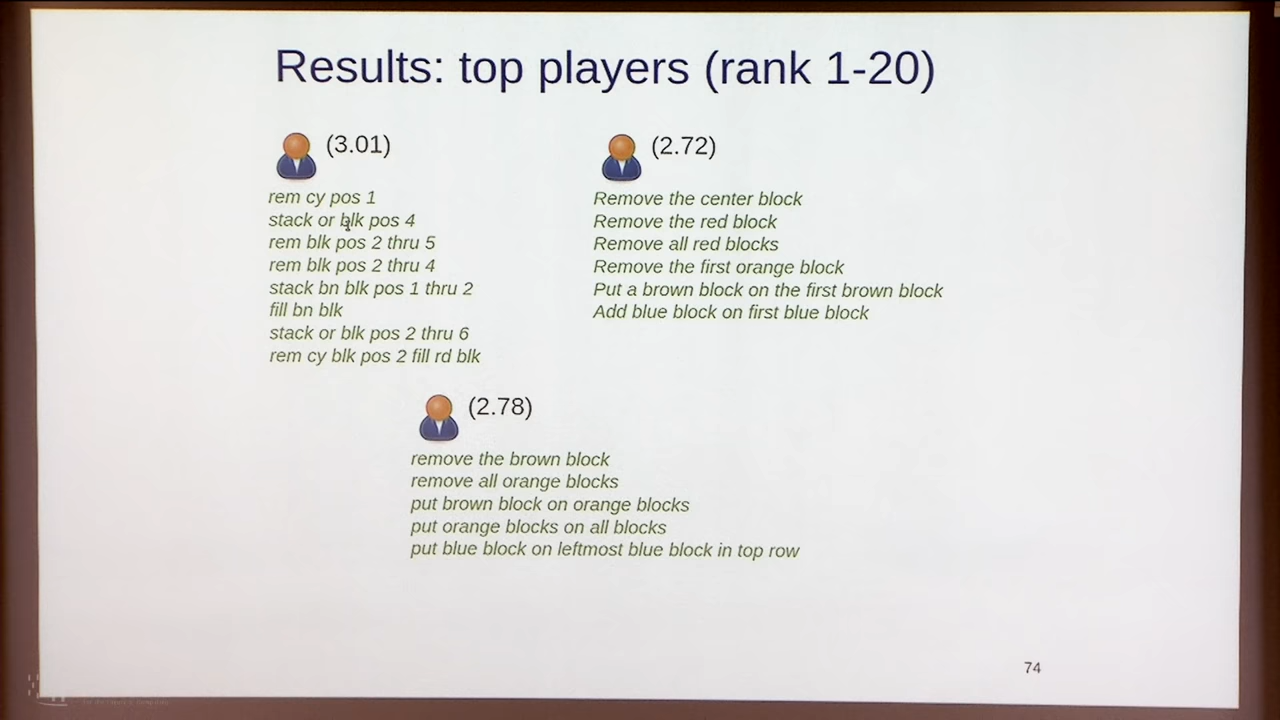 Results: top players (rank 1-20)
(3.01)
rem cy pos 1
stack or blk pos 4
rem blk pos 2 thru 5
rem blk pos 2 thru 4
stack bn blk pos 1 thru 2
fill bn blk
stack or blk pos 2 thru 6
rem cy blk pos 2 fill rd blk
(2.72)
Remove the center block
Remove the red block
Remove all red blocks
Remove the first orange block
Put a brown block on the first brown block
Add blue block on first blue block
(2.78)
remove the brown block
remove all orange blocks
put brown block on orange blocks
put orange blocks on all blocks
put blue block on leftmost blue block in top row
74